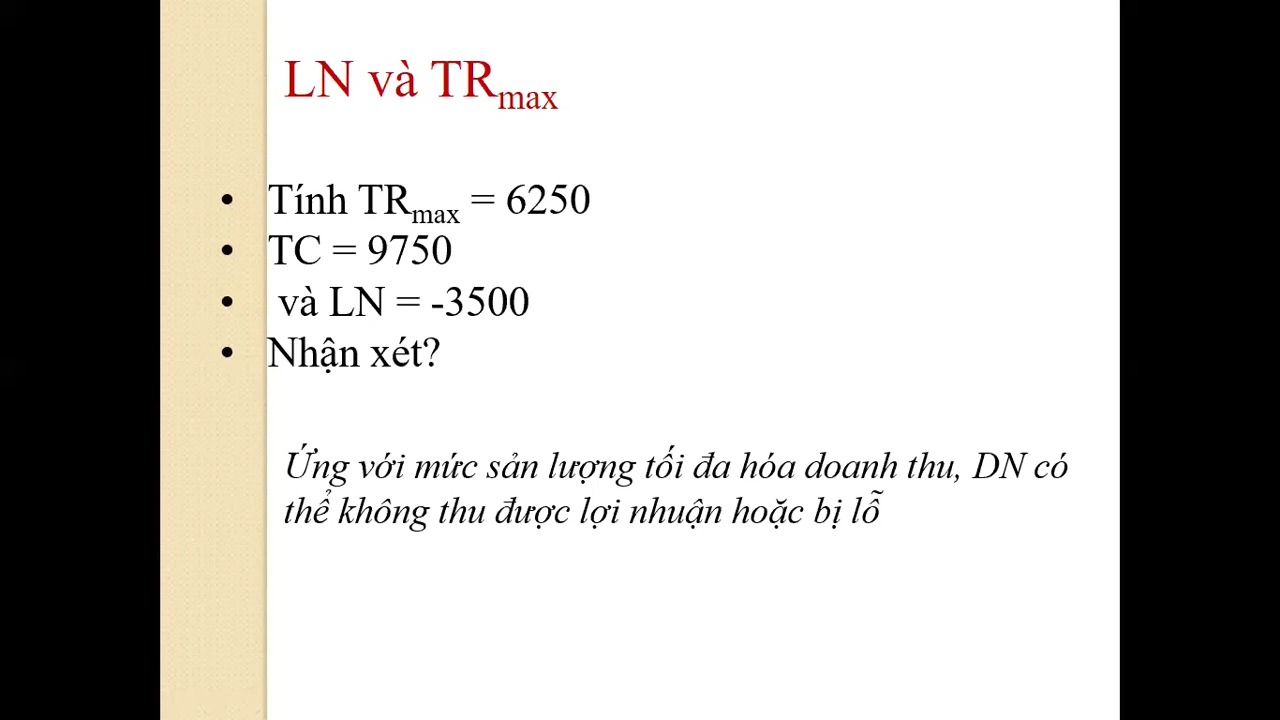 LN và TRmax
• Tính TRmax = 6250
• TC = 9750
• và LN = -3500
• Nhận xét?
Ứng với mức sản lượng tối đa hóa doanh thu, DN có
thể không thu được lợi nhuận hoặc bị lỗ